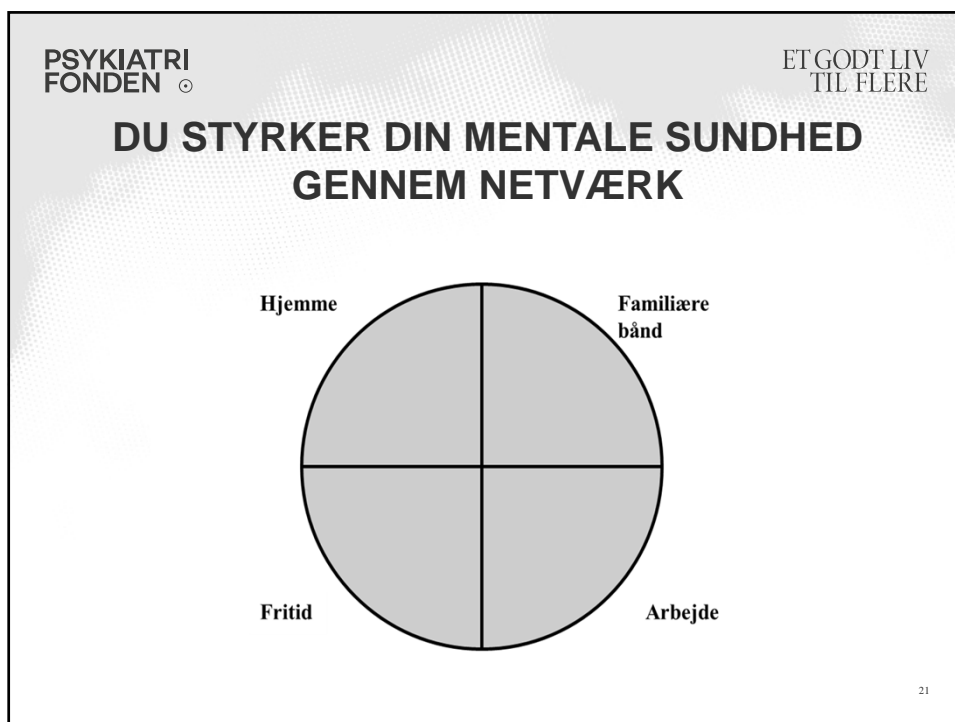 PSYKIATRI
FONDEN
ET GODT LIV
TIL FLERE
DU STYRKER DIN MENTALE SUNDHED
GENNEM NETVÆRK
Hjemme
Familiære
bånd
Fritid
Arbejde
21